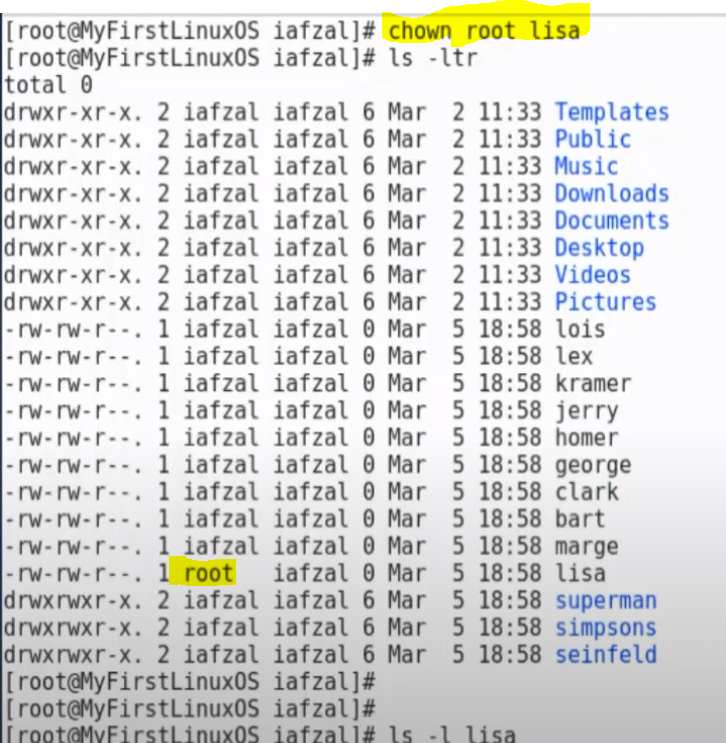 [root@MyFirstLinuxOS iafzal]# chown root lisa
[root@MyFirstLinuxOS iafzal]# ls -ltr
total 0
drwxr-xr-x. 2 iafzal iafzal 6 Mar  2 11:33 Templates
drwxr-xr-x. 2 iafzal iafzal 6 Mar  2 11:33 Public
drwxr-xr-x. 2 iafzal iafzal 6 Mar  2 11:33 Music
drwxr-xr-x. 2 iafzal iafzal 6 Mar  2 11:33 Downloads
drwxr-xr-x. 2 iafzal iafzal 6 Mar  2 11:33 Documents
drwxr-xr-x. 2 iafzal iafzal 6 Mar  2 11:33 Desktop
drwxr-xr-x. 2 iafzal iafzal 6 Mar  2 11:33 Videos
drwxr-xr-x. 2 iafzal iafzal 6 Mar  2 11:33 Pictures
-rw-rw-r--. 1 iafzal iafzal 0 Mar  5 18:58 lois
-rw-rw-r--. 1 iafzal iafzal 0 Mar  5 18:58 lex
-rw-rw-r--. 1 iafzal iafzal 0 Mar  5 18:58 kramer
-rw-rw-r--. 1 iafzal iafzal 0 Mar  5 18:58 jerry
-rw-rw-r--. 1 iafzal iafzal 0 Mar  5 18:58 homer
-rw-rw-r--. 1 iafzal iafzal 0 Mar  5 18:58 george
-rw-rw-r--. 1 iafzal iafzal 0 Mar  5 18:58 clark
-rw-rw-r--. 1 iafzal iafzal 0 Mar  5 18:58 bart
-rw-rw-r--. 1 iafzal iafzal 0 Mar  5 18:58 marge
-rw-rw-r--. 1 root   iafzal 0 Mar  5 18:58 lisa
drwxrwxr-x. 2 iafzal iafzal 6 Mar  5 18:58 superman
drwxrwxr-x. 2 iafzal iafzal 6 Mar  5 18:58 simpsons
drwxrwxr-x. 2 iafzal iafzal 6 Mar  5 18:58 seinfeld
[root@MyFirstLinuxOS iafzal]#
[root@MyFirstLinuxOS iafzal]#
[root@MyFirstLinuxOS iafzal]# ls -l lisa